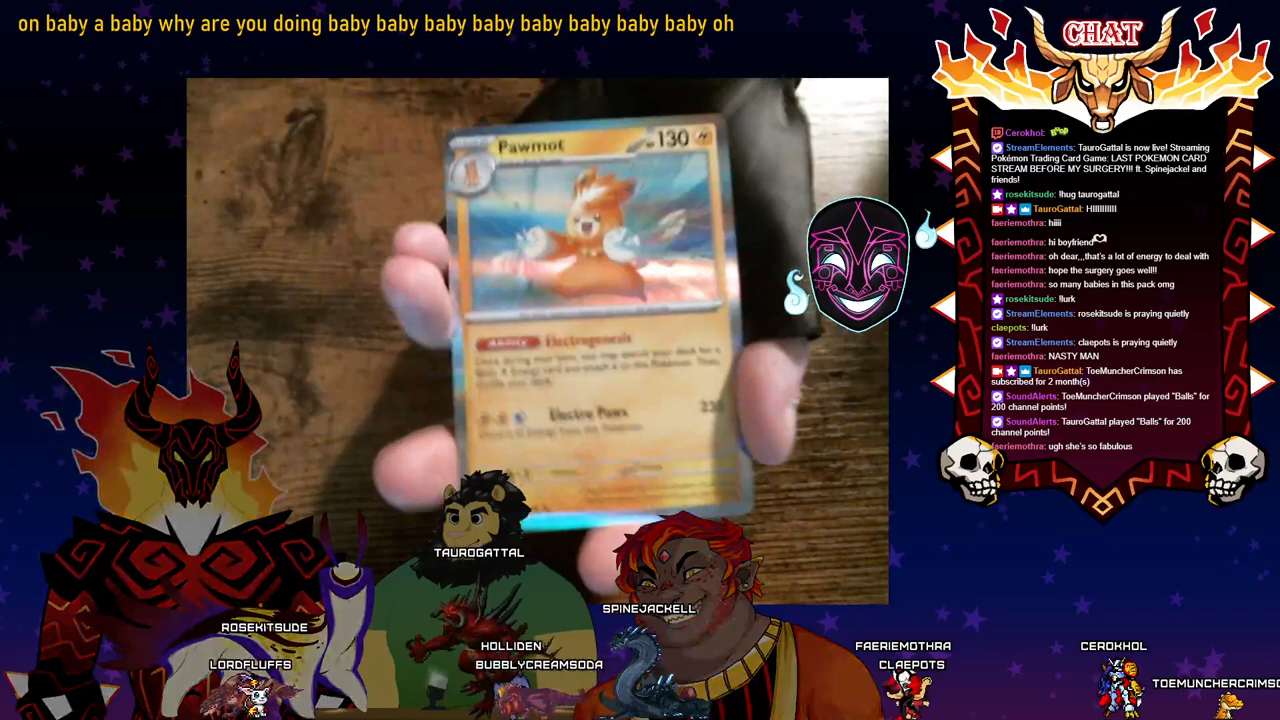 on baby a baby why are you doing baby baby baby baby baby baby baby baby oh
CHAT
Cerokhol:
StreamElements: TauroGattal is now live! Streaming
Pokémon Trading Card Game: LAST POKEMON CARD
STREAM BEFORE MY SURGERY!!! ft. Spinejackel and
friends!
rosekitsude: !hug taurogattal
TauroGattal: HIIIIIIIIII
faeriemothra: hiiii
faeriemothra: hi boyfriend
faeriemothra: oh dear,,,that's a lot of energy to deal with
faeriemothra: hope the surgery goes well!!
faeriemothra: so many babies in this pack omg
rosekitsude: !lurk
StreamElements: rosekitsude is praying quietly
claepots: !lurk
StreamElements: claepots is praying quietly
faeriemothra: NASTY MAN
TauroGattal: ToeMuncherCrimson has
subscribed for 2 month(s)
SoundAlerts: ToeMuncherCrimson played "Balls" for
200 channel points!
SoundAlerts: TauroGattal played "Balls" for 200
channel points!
faeriemothra: ugh she's so fabulous
Pawmot 130
Ability Electrogenesis
Electro Paws 230
TAUROGATTAL
SPINEJACKELL
ROSEKITSUDE
LORDFLUFFS
HOLLIDEN
BUBBLYCREAMSODA
FAERIEMOTHRA
CLAEPOTS
CEROKHOL
TOEMUNCHERCRIMSO